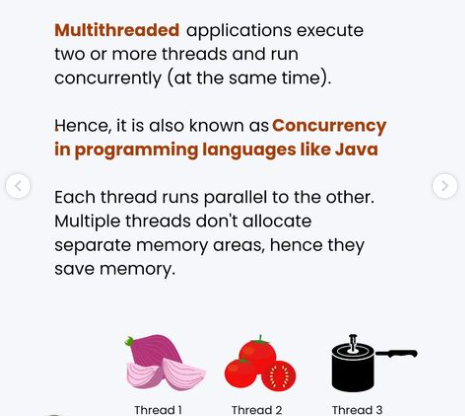 Multithreaded applications execute
two or more threads and run
concurrently (at the same time).
Hence, it is also known as Concurrency
in programming languages like Java
Each thread runs parallel to the other.
Multiple threads don't allocate
separate memory areas, hence they
save memory.
Thread 1 Thread 2 Thread 3